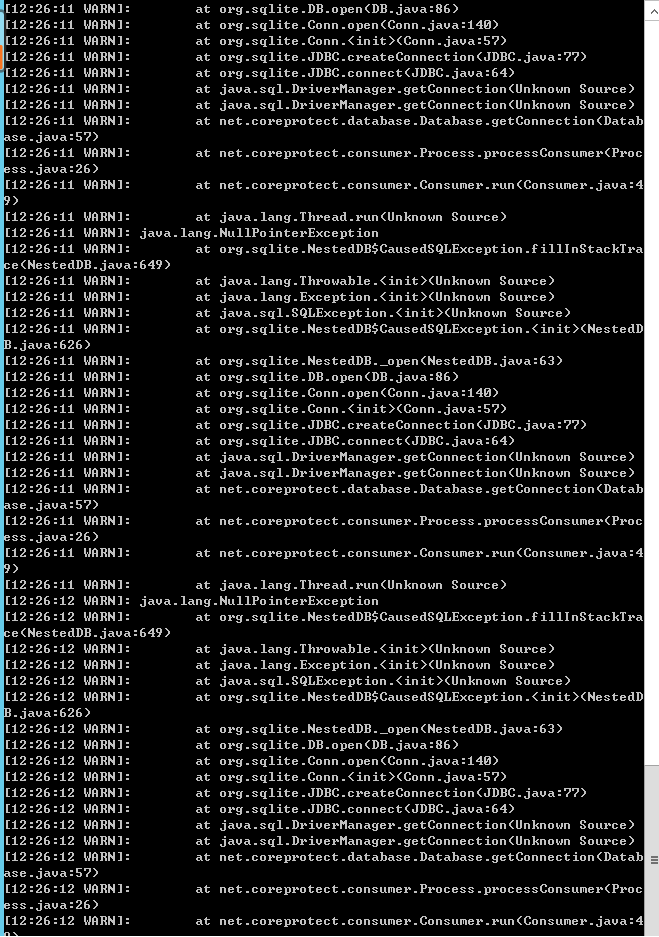 [12:26:11 WARN]:        at org.sqlite.DB.open(DB.java:86)
[12:26:11 WARN]:        at org.sqlite.Conn.open(Conn.java:140)
[12:26:11 WARN]:        at org.sqlite.Conn.<init>(Conn.java:57)
[12:26:11 WARN]:        at org.sqlite.JDBC.createConnection(JDBC.java:77)
[12:26:11 WARN]:        at org.sqlite.JDBC.connect(JDBC.java:64)
[12:26:11 WARN]:        at java.sql.DriverManager.getConnection(Unknown Source)
[12:26:11 WARN]:        at java.sql.DriverManager.getConnection(Unknown Source)
[12:26:11 WARN]:        at net.coreprotect.database.Database.getConnection(Datab
ase.java:57)
[12:26:11 WARN]:        at net.coreprotect.consumer.Process.processConsumer(Proc
ess.java:26)
[12:26:11 WARN]:        at net.coreprotect.consumer.Consumer.run(Consumer.java:4
9)
[12:26:11 WARN]:        at java.lang.Thread.run(Unknown Source)
[12:26:11 WARN]: java.lang.NullPointerException
[12:26:11 WARN]:        at org.sqlite.NestedDB$CausedSQLException.fillInStackTra
ce(NestedDB.java:649)
[12:26:11 WARN]:        at java.lang.Throwable.<init>(Unknown Source)
[12:26:11 WARN]:        at java.lang.Exception.<init>(Unknown Source)
[12:26:11 WARN]:        at java.sql.SQLException.<init>(Unknown Source)
[12:26:11 WARN]:        at org.sqlite.NestedDB$CausedSQLException.<init>(NestedD
B.java:626)
[12:26:11 WARN]:        at org.sqlite.NestedDB._open(NestedDB.java:63)
[12:26:11 WARN]:        at org.sqlite.DB.open(DB.java:86)
[12:26:11 WARN]:        at org.sqlite.Conn.open(Conn.java:140)
[12:26:11 WARN]:        at org.sqlite.Conn.<init>(Conn.java:57)
[12:26:11 WARN]:        at org.sqlite.JDBC.createConnection(JDBC.java:77)
[12:26:11 WARN]:        at org.sqlite.JDBC.connect(JDBC.java:64)
[12:26:11 WARN]:        at java.sql.DriverManager.getConnection(Unknown Source)
[12:26:11 WARN]:        at java.sql.DriverManager.getConnection(Unknown Source)
[12:26:11 WARN]:        at net.coreprotect.database.Database.getConnection(Datab
ase.java:57)
[12:26:11 WARN]:        at net.coreprotect.consumer.Process.processConsumer(Proc
ess.java:26)
[12:26:11 WARN]:        at net.coreprotect.consumer.Consumer.run(Consumer.java:4
9)
[12:26:11 WARN]:        at java.lang.Thread.run(Unknown Source)
[12:26:12 WARN]: java.lang.NullPointerException
[12:26:12 WARN]:        at org.sqlite.NestedDB$CausedSQLException.fillInStackTra
ce(NestedDB.java:649)
[12:26:12 WARN]:        at java.lang.Throwable.<init>(Unknown Source)
[12:26:12 WARN]:        at java.lang.Exception.<init>(Unknown Source)
[12:26:12 WARN]:        at java.sql.SQLException.<init>(Unknown Source)
[12:26:12 WARN]:        at org.sqlite.NestedDB$CausedSQLException.<init>(NestedD
B.java:626)
[12:26:12 WARN]:        at org.sqlite.NestedDB._open(NestedDB.java:63)
[12:26:12 WARN]:        at org.sqlite.DB.open(DB.java:86)
[12:26:12 WARN]:        at org.sqlite.Conn.open(Conn.java:140)
[12:26:12 WARN]:        at org.sqlite.Conn.<init>(Conn.java:57)
[12:26:12 WARN]:        at org.sqlite.JDBC.createConnection(JDBC.java:77)
[12:26:12 WARN]:        at org.sqlite.JDBC.connect(JDBC.java:64)
[12:26:12 WARN]:        at java.sql.DriverManager.getConnection(Unknown Source)
[12:26:12 WARN]:        at java.sql.DriverManager.getConnection(Unknown Source)
[12:26:12 WARN]:        at net.coreprotect.database.Database.getConnection(Datab
ase.java:57)
[12:26:12 WARN]:        at net.coreprotect.consumer.Process.processConsumer(Proc
ess.java:26)
[12:26:12 WARN]:        at net.coreprotect.consumer.Consumer.run(Consumer.java:4